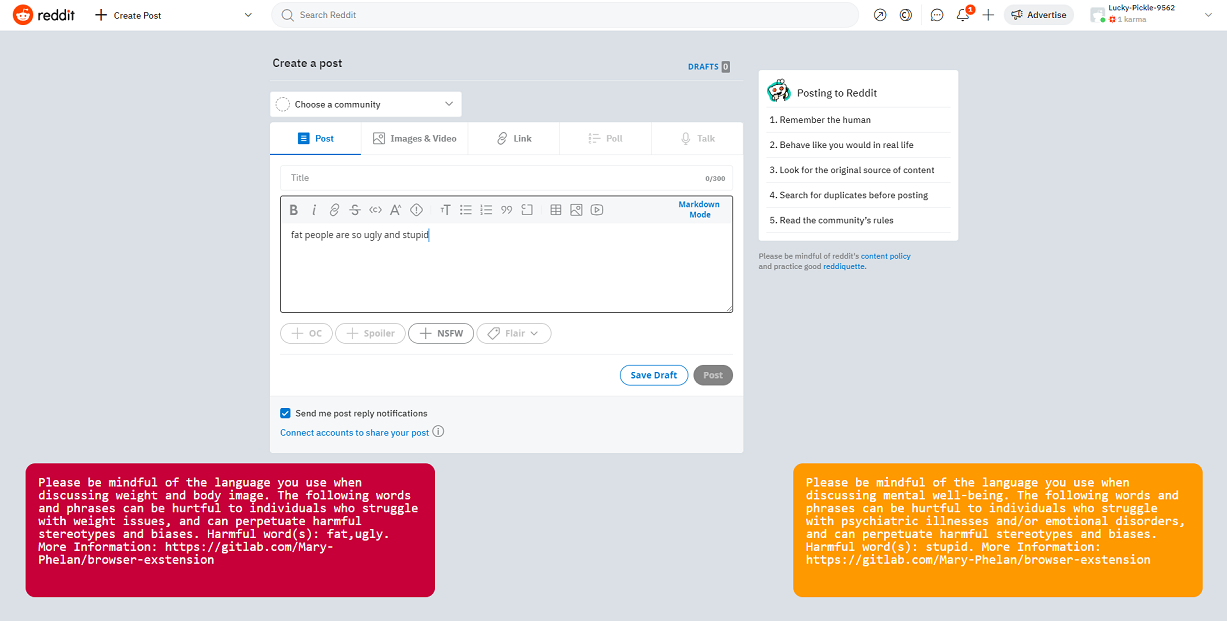 reddit
Create Post
Search Reddit
1
Advertise
Lucky-Pickle-9562
1 karma
Create a post
DRAFTS 0
Choose a community
Post
Images & Video
Link
Poll
Talk
Title
0/300
B i S <c> A T 99
Markdown
Mode
fat people are so ugly and stupid
OC
Spoiler
NSFW
Flair
Save Draft
Post
Send me post reply notifications
Connect accounts to share your post
Posting to Reddit
1. Remember the human
2. Behave like you would in real life
3. Look for the original source of content
4. Search for duplicates before posting
5. Read the community's rules
Please be mindful of reddit's content policy
and practice good reddiquette.
Please be mindful of the language you use when
discussing weight and body image. The following words
and phrases can be hurtful to individuals who struggle
with weight issues, and can perpetuate harmful
stereotypes and biases. Harmful word(s): fat,ugly.
More Information: https://gitlab.com/Mary-
Phelan/browser-exstension
Please be mindful of the language you use when
discussing mental well-being. The following words and
phrases can be hurtful to individuals who struggle
with psychiatric illnesses and/or emotional disorders,
and can perpetuate harmful stereotypes and biases.
Harmful word(s): stupid. More Information:
https://gitlab.com/Mary-Phelan/browser-exstension